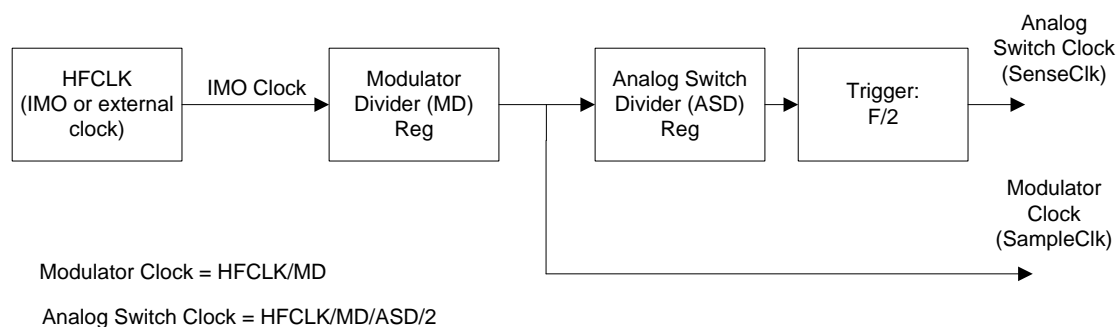 HFCLK
(IMO or external
clock)
IMO Clock
Modulator
Divider (MD)
Reg
Analog Switch
Divider (ASD)
Reg
Trigger:
F/2
Analog
Switch Clock
(SenseClk)
Modulator
Clock
(SampleClk)
Modulator Clock = HFCLK/MD
Analog Switch Clock = HFCLK/MD/ASD/2